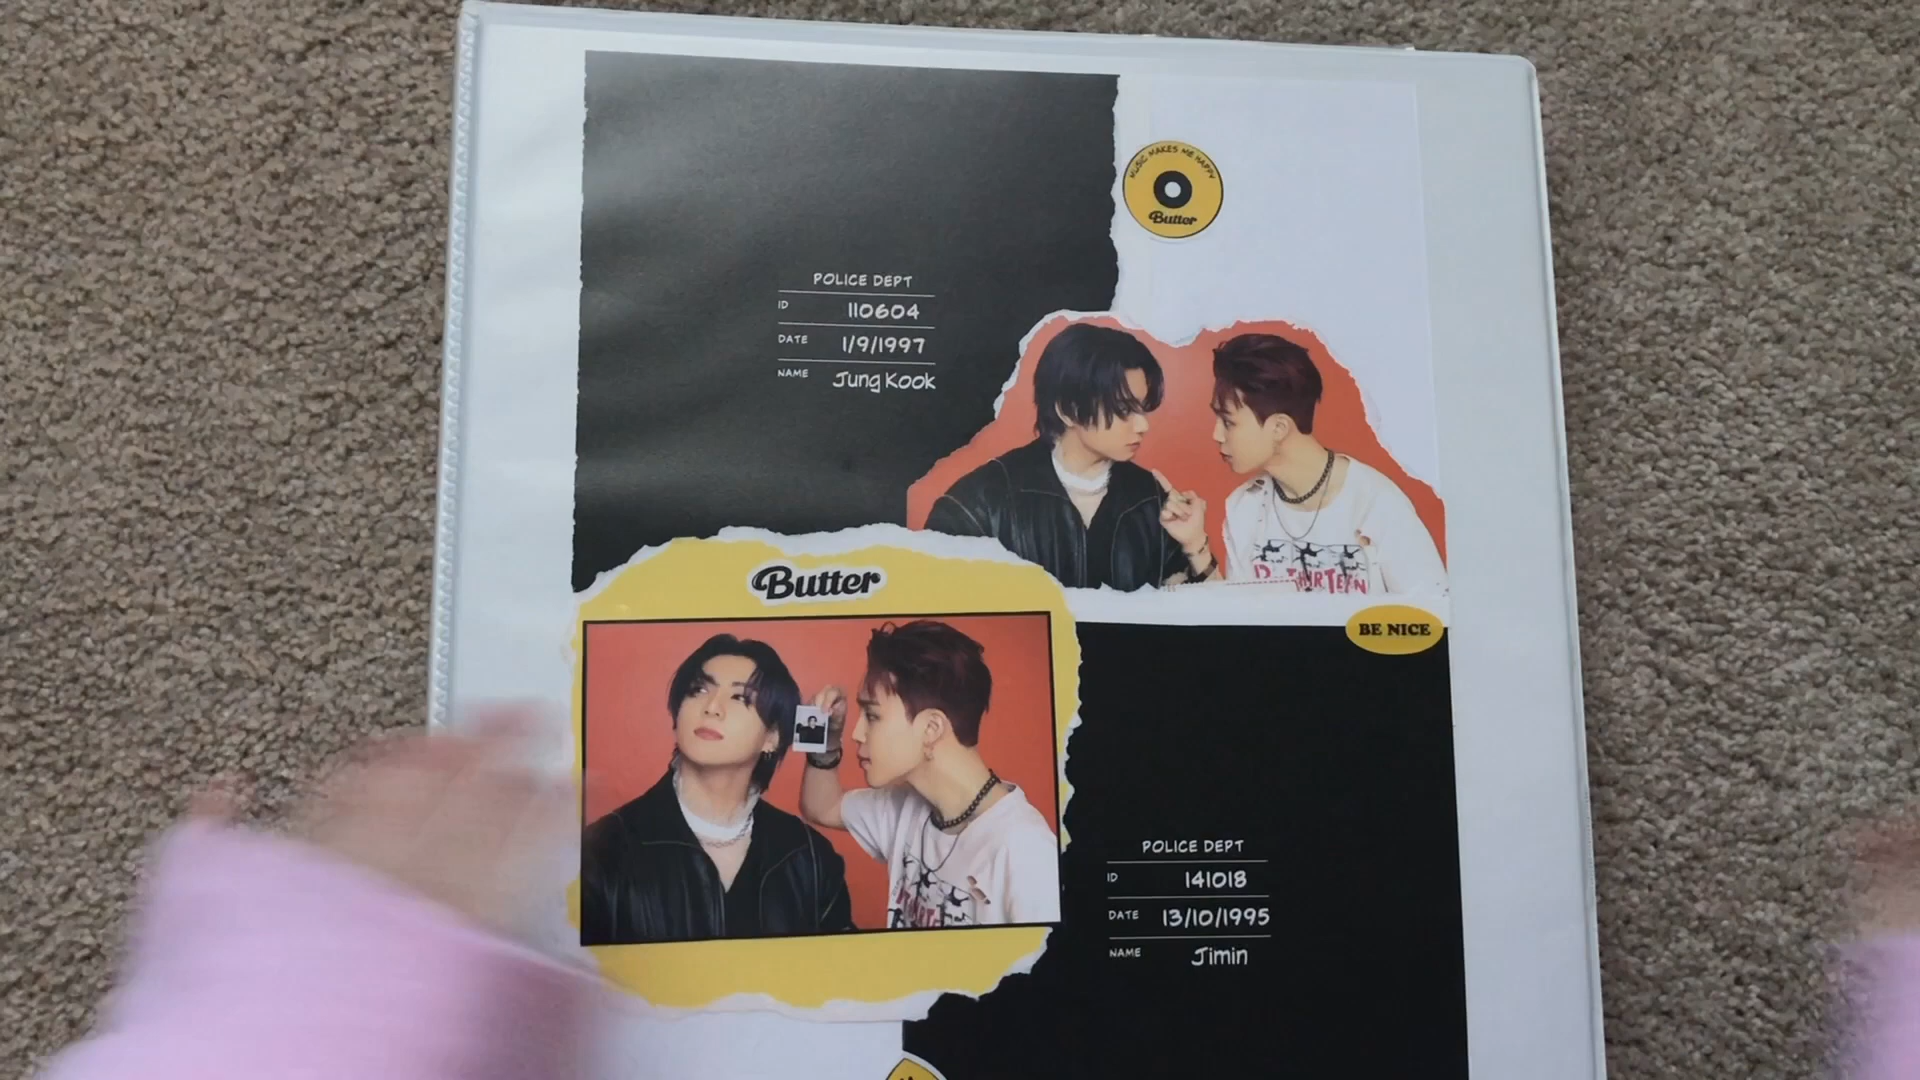 MUSIC MAKES ME HAPPY
Butter
POLICE DEPT
ID 110604
DATE 1/9/1997
NAME Jung Kook
Butter
BE NICE
POLICE DEPT
ID 141018
DATE 13/10/1995
NAME Jimin